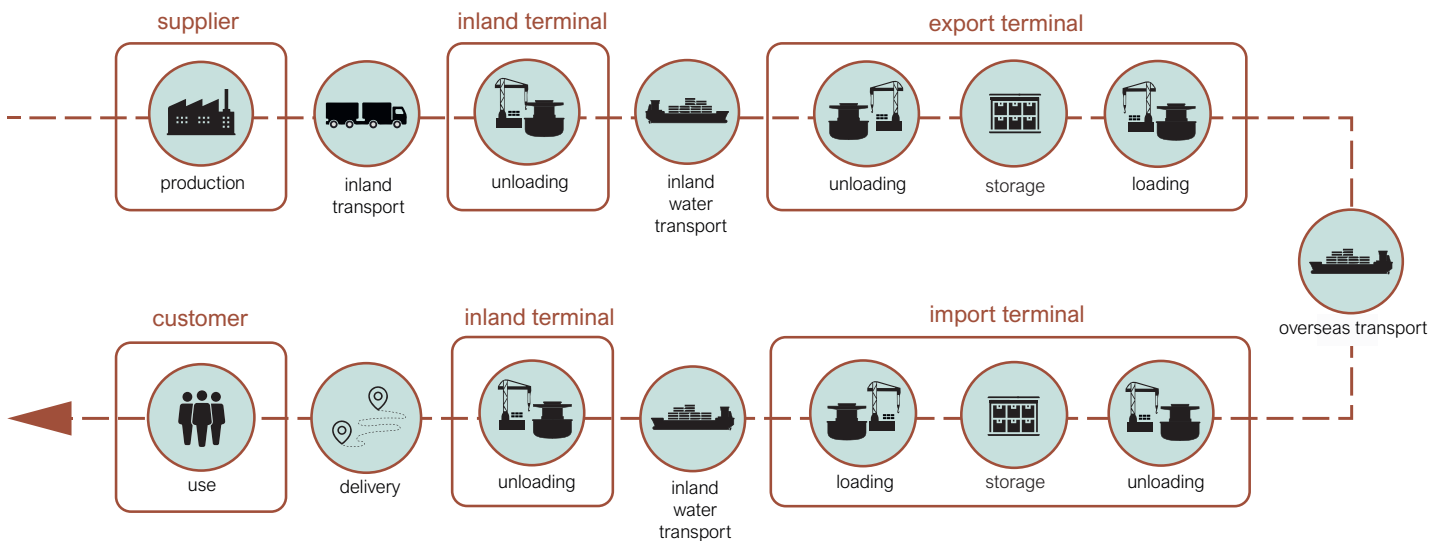 supplier
inland terminal
export terminal
production
inland
transport
unloading
inland
water
transport
unloading
storage
loading
overseas transport
customer
inland terminal
import terminal
use
delivery
unloading
inland
water
transport
loading
storage
unloading